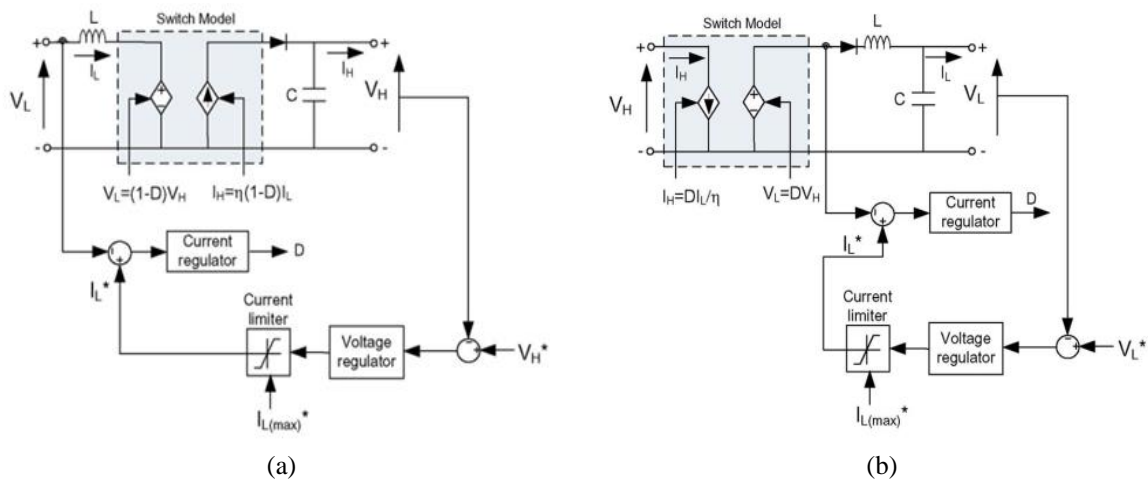 Switch Model
L
+
+
I_L
I_H
V_L
C
V_H
+
−
-
-
V_L=(1-D)V_H
I_H=η(1-D)I_L
-
+
Current
regulator
D
I_L*
Current
limiter
Voltage
regulator
-
+
V_H*
I_L(max)*
(a)
Switch Model
L
+
+
I_H
I_L
V_H
C
V_L
+
−
-
-
I_H=DI_L/η
V_L=DV_H
-
+
Current
regulator
D
I_L*
Current
limiter
Voltage
regulator
-
+
V_L*
I_L(max)*
(b)